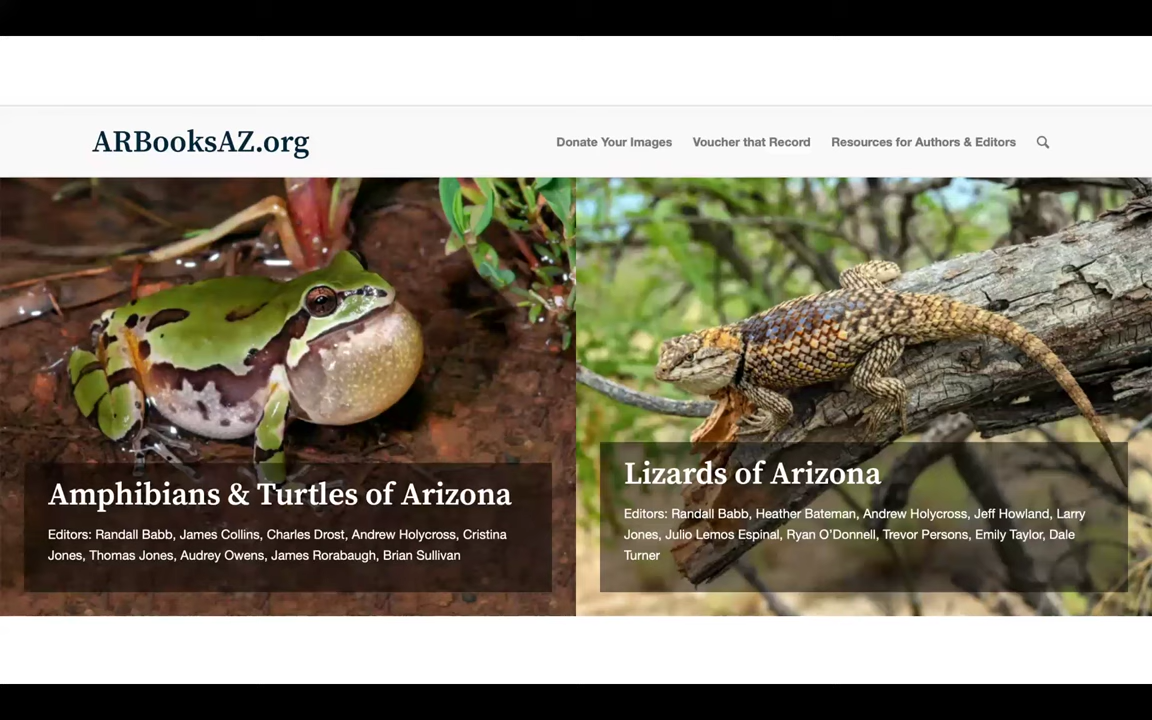 ARBooksAZ.org
Donate Your Images Voucher that Record Resources for Authors & Editors
Amphibians & Turtles of Arizona
Editors: Randall Babb, James Collins, Charles Drost, Andrew Holycross, Cristina
Jones, Thomas Jones, Audrey Owens, James Rorabaugh, Brian Sullivan
Lizards of Arizona
Editors: Randall Babb, Heather Bateman, Andrew Holycross, Jeff Howland, Larry
Jones, Julio Lemos Espinal, Ryan O’Donnell, Trevor Persons, Emily Taylor, Dale
Turner